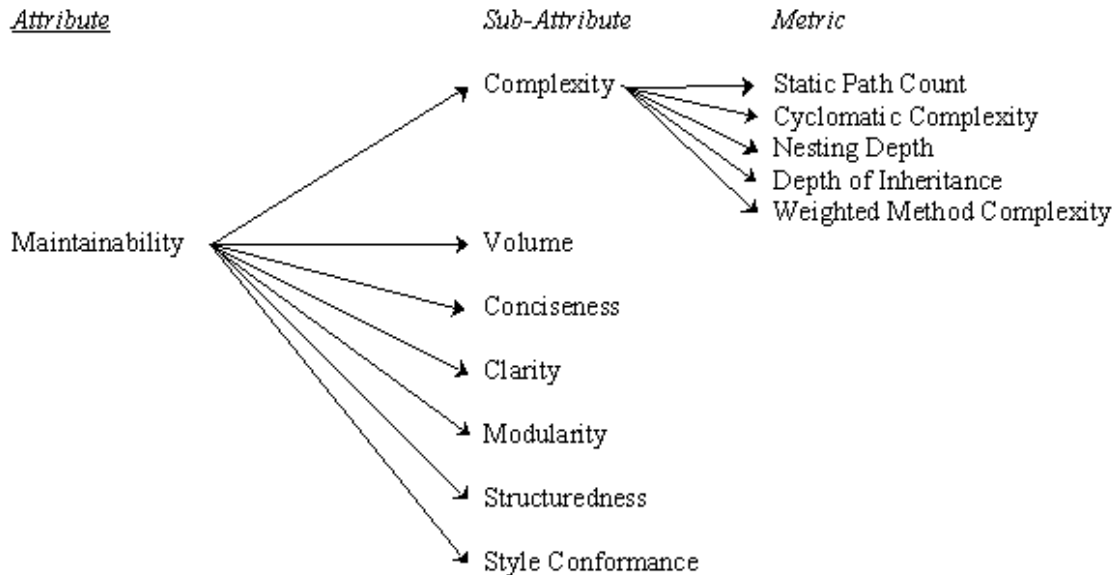 Attribute Sub-Attribute Metric
Complexity Static Path Count
Cyclomatic Complexity
Nesting Depth
Depth of Inheritance
Weighted Method Complexity
Maintainability Volume
Conciseness
Clarity
Modularity
Structuredness
Style Conformance